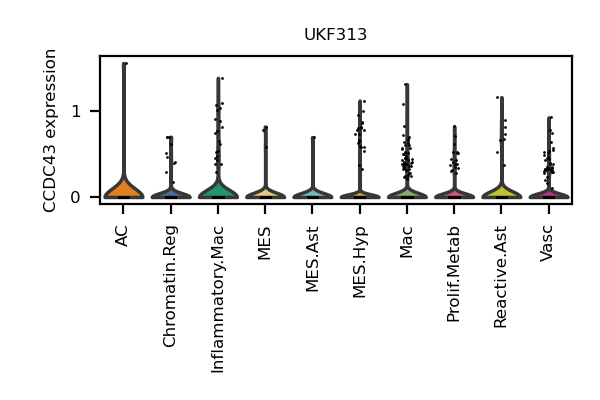 UKF313
CCDC43 expression
1
0
AC
Chromatin.Reg
Inflammatory.Mac
MES
MES.Ast
MES.Hyp
Mac
Prolif.Metab
Reactive.Ast
Vasc